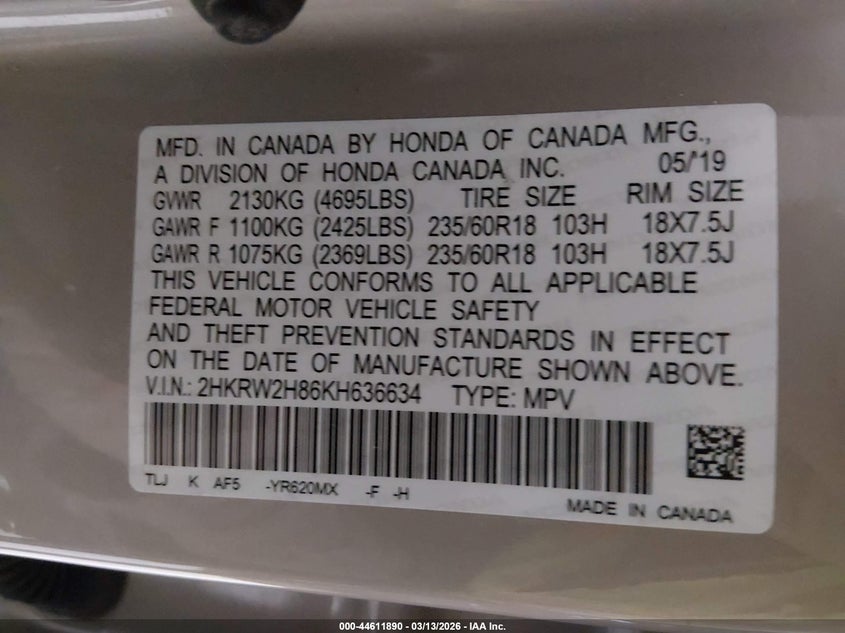 MFD. IN CANADA BY HONDA OF CANADA MFG.,
A DIVISION OF HONDA CANADA INC. 05/'19
GVWR 2130KG (4695LBS) TIRE SIZE RIM SIZE
GAWR F 1100KG (2425LBS) 235/60R18 103H 18X7.5J
GAWR R 1075KG (2369LBS) 235/60R18 103H 18X7.5J
THIS VEHICLE CONFORMS TO ALL APPLICABLE
FEDERAL MOTOR VEHICLE SAFETY
AND THEFT PREVENTION STANDARDS IN EFFECT
ON THE DATE OF MANUFACTURE SHOWN ABOVE.
V.I.N.: 2HKRW2H86KH636634 TYPE: MPV
TLJ K AF5 -YR620MX -F -H
MADE IN CANADA
000-44611890 - 03/13/2026 - IAA Inc.